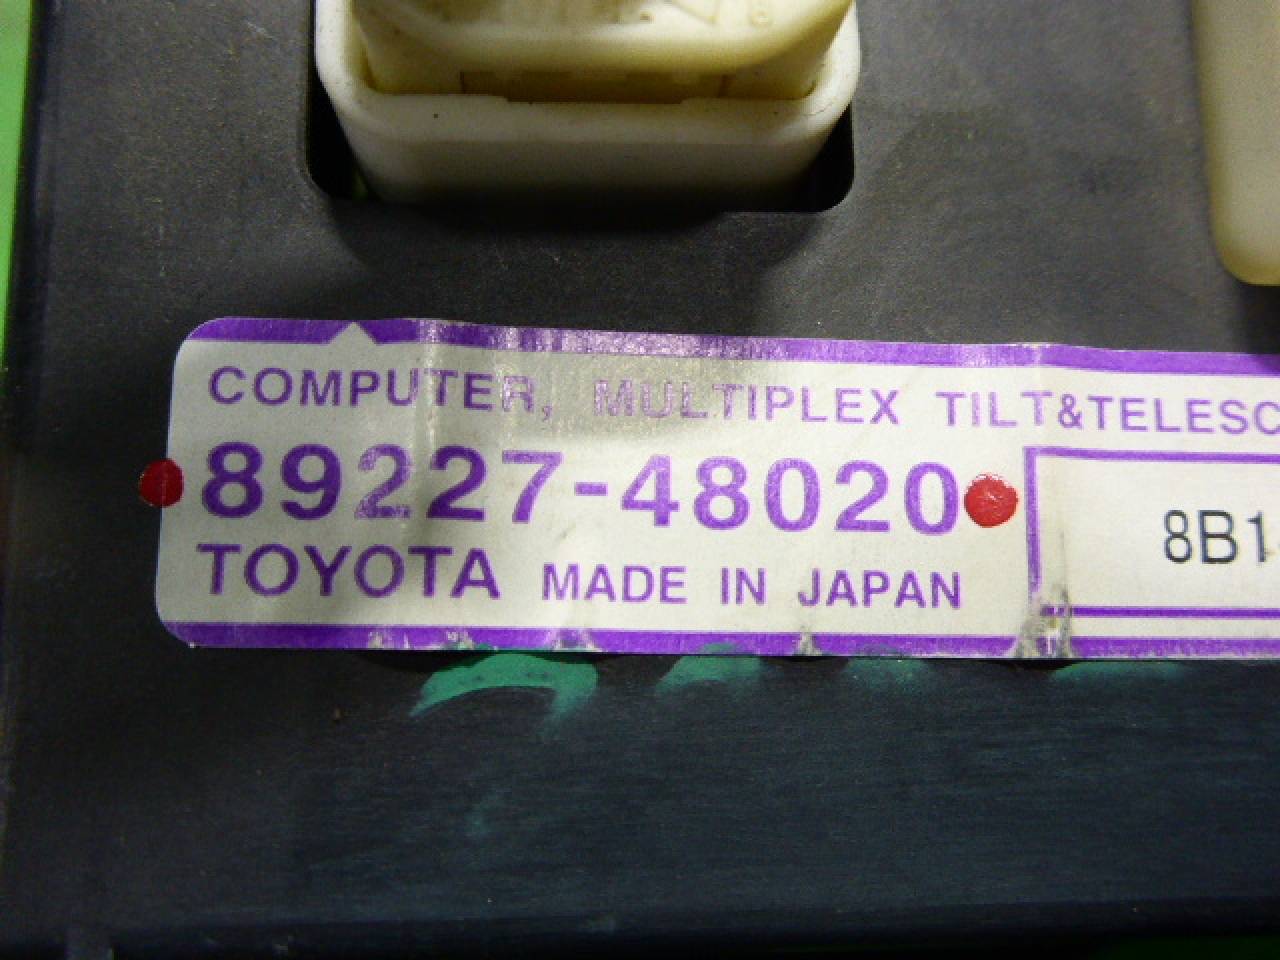 COMPUTER, MULTIPLEX TILT&TELESC
89227-48020
TOYOTA MADE IN JAPAN
8B1